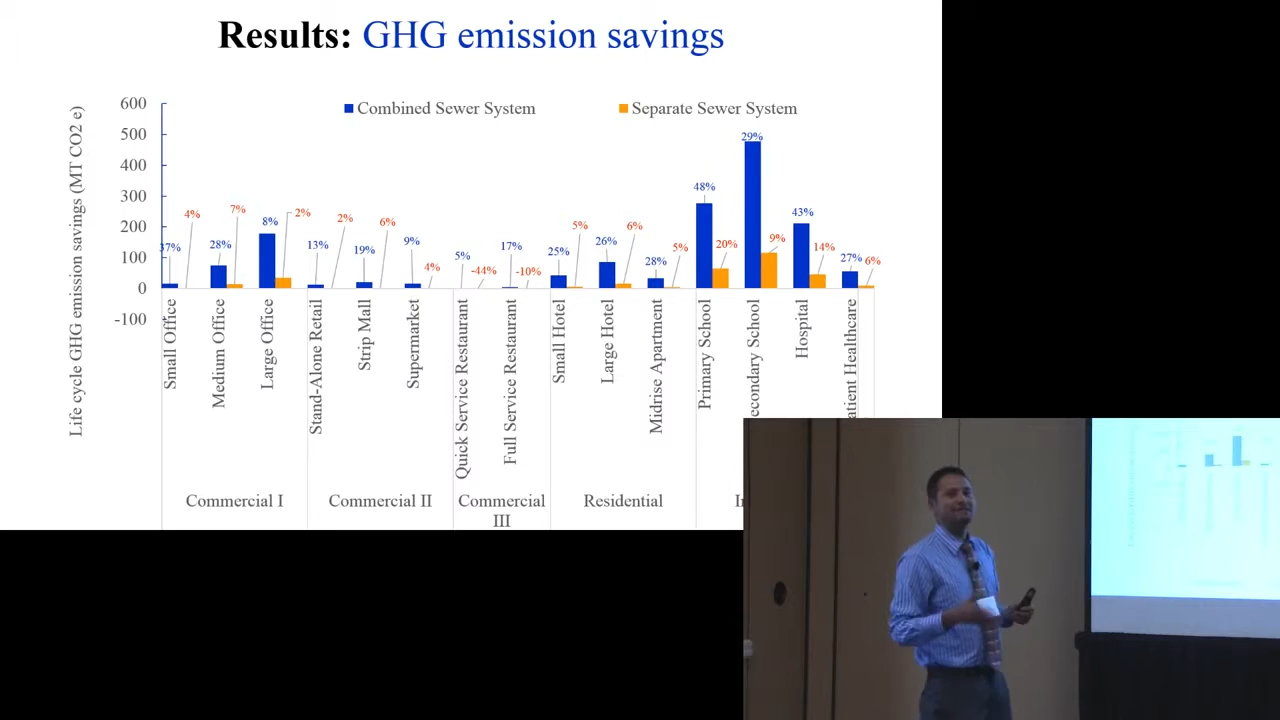 Results: GHG emission savings
Life cycle GHG emission savings (MT CO2 e)
600
500
400
300
200
100
0
-100
Combined Sewer System
Separate Sewer System
37%
4%
28%
7%
8%
2%
13%
2%
19%
6%
9%
4%
5%
-44%
17%
-10%
25%
5%
26%
6%
28%
5%
48%
20%
29%
9%
43%
14%
27%
6%
Small Office
Medium Office
Large Office
Stand-Alone Retail
Strip Mall
Supermarket
Quick Service Restaurant
Full Service Restaurant
Small Hotel
Large Hotel
Midrise Apartment
Primary School
econdary School
Hospital
atient Healthcare
Commercial I
Commercial II
Commercial
III
Residential